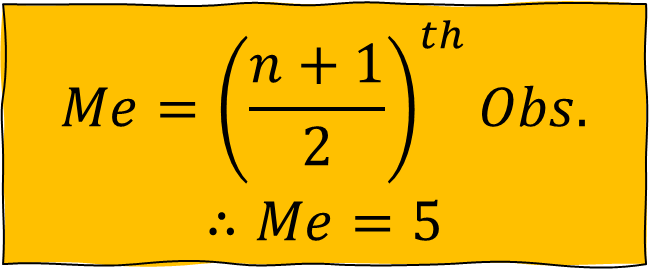 Me = ((n + 1)/2)^th Obs.
∴ Me = 5